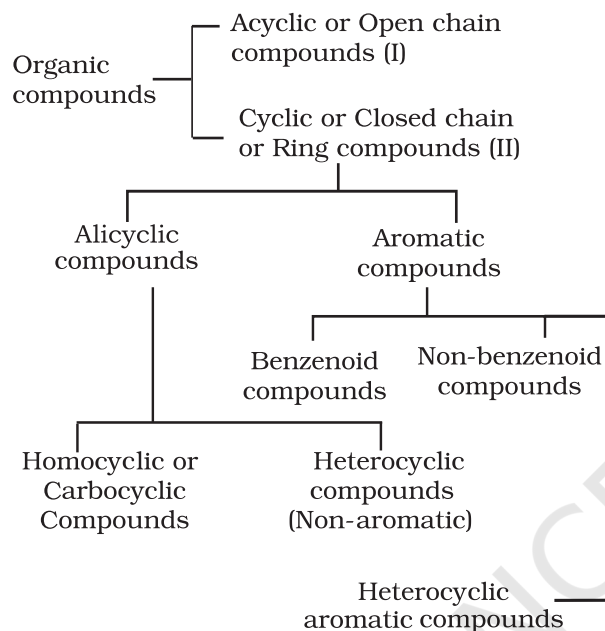 Acyclic or Open chain
compounds (I)
Organic
compounds
Cyclic or Closed chain
or Ring compounds (II)
Alicyclic
compounds
Aromatic
compounds
Benzenoid
compounds
Non-benzenoid
compounds
Homocyclic or
Carbocyclic
Compounds
Heterocyclic
compounds
(Non-aromatic)
Heterocyclic
aromatic compounds